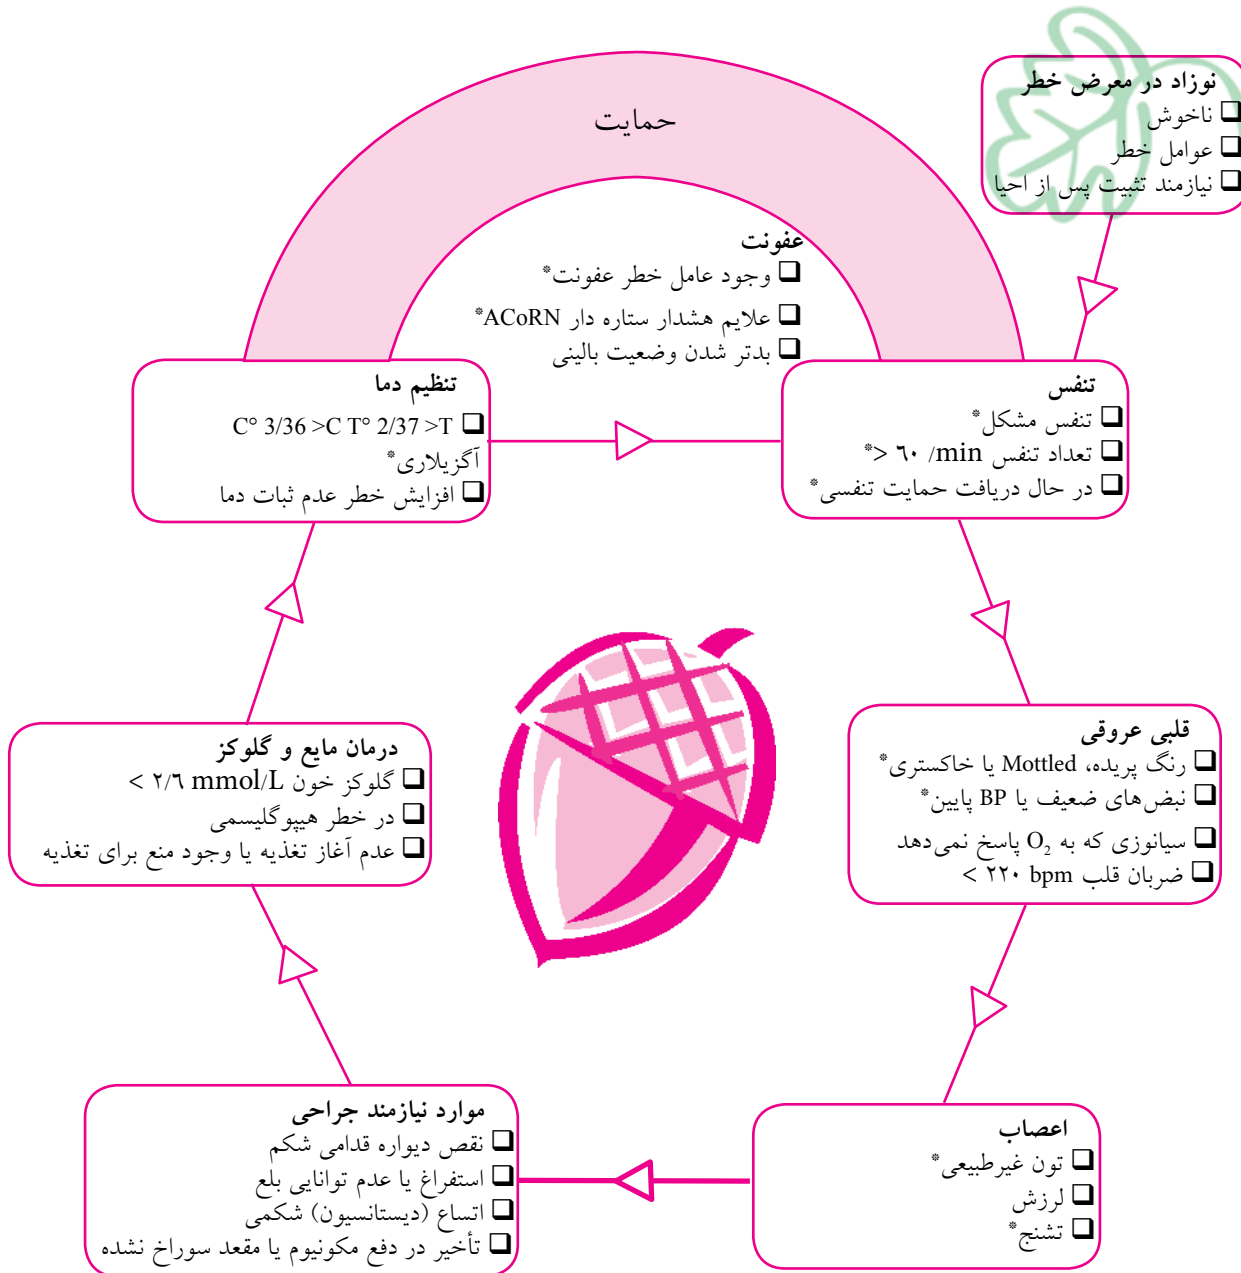 حمایت
نوزاد در معرض خطر
❑ ناخوش
❑ عوامل خطر
❑ نیازمند تثبیت پس از احیا
عفونت
❑ وجود عامل خطر عفونت*
❑ علایم هشدار ستاره دار ACoRN*
❑ بدتر شدن وضعیت بالینی
تنفس
❑ تنفس مشکل*
❑ تعداد تنفس ۶۰ /min <*
❑ در حال دریافت حمایت تنفسی*
قلبی عروقی
❑ رنگ پریده، Mottled یا خاکستری*
❑ نبض‌های ضعیف یا BP پایین*
❑ سیانوزی که به O₂ پاسخ نمی‌دهد
❑ ضربان قلب ۲۲۰ bpm <
اعصاب
❑ تون غیرطبیعی*
❑ لرزش
❑ تشنج*
موارد نیازمند جراحی
❑ نقص دیواره قدامی شکم
❑ استفراغ یا عدم توانایی بلع
❑ اتساع (دیستانسیون) شکمی
❑ تأخیر در دفع مکونیوم یا مقعد سوراخ نشده
درمان مایع و گلوکز
❑ گلوکز خون ۲/۶ mmol/L >
❑ در خطر هیپوگلیسمی
❑ عدم آغاز تغذیه یا وجود منع برای تغذیه
تنظیم دما
❑ C° 3/36 >C T° 2/37 >T
آگزیلاری*
❑ افزایش خطر عدم ثبات دما